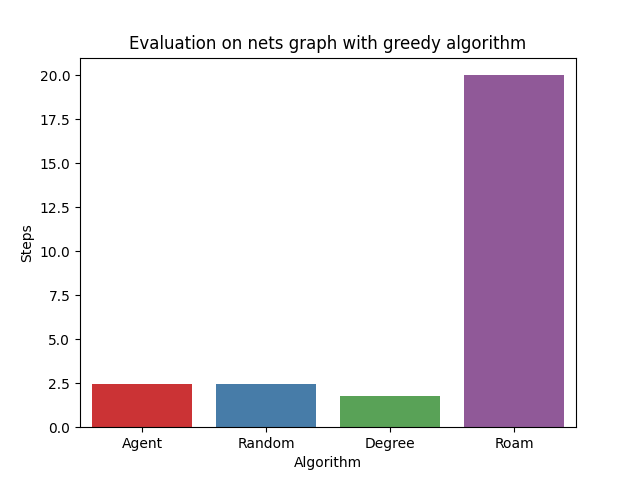 Evaluation on nets graph with greedy algorithm
20.0
17.5
15.0
12.5
10.0
7.5
5.0
2.5
0.0
Steps
Agent Random Degree Roam
Algorithm